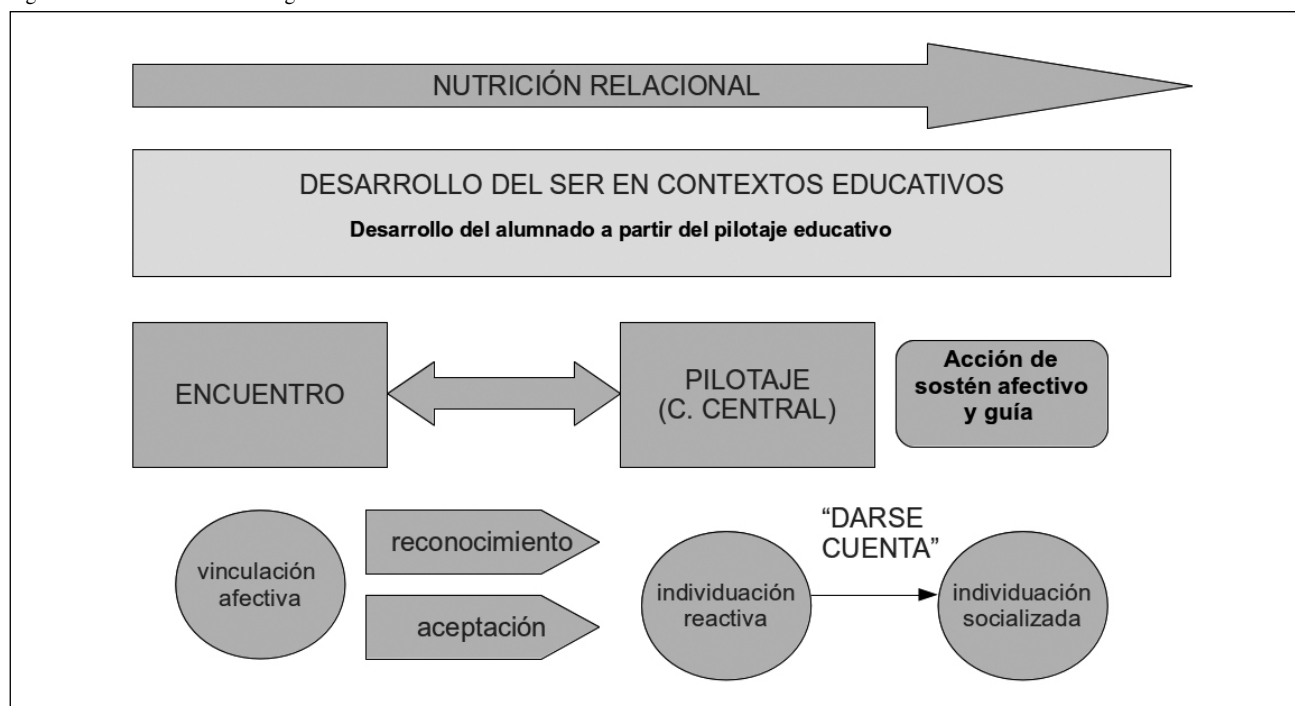 NUTRICIÓN RELACIONAL
DESARROLLO DEL SER EN CONTEXTOS EDUCATIVOS
Desarrollo del alumnado a partir del pilotaje educativo
ENCUENTRO
PILOTAJE
(C. CENTRAL)
Acción de
sostén afectivo
y guía
vinculación
afectiva
reconocimiento
aceptación
individuación
reactiva
“DARSE
CUENTA”
individuación
socializada